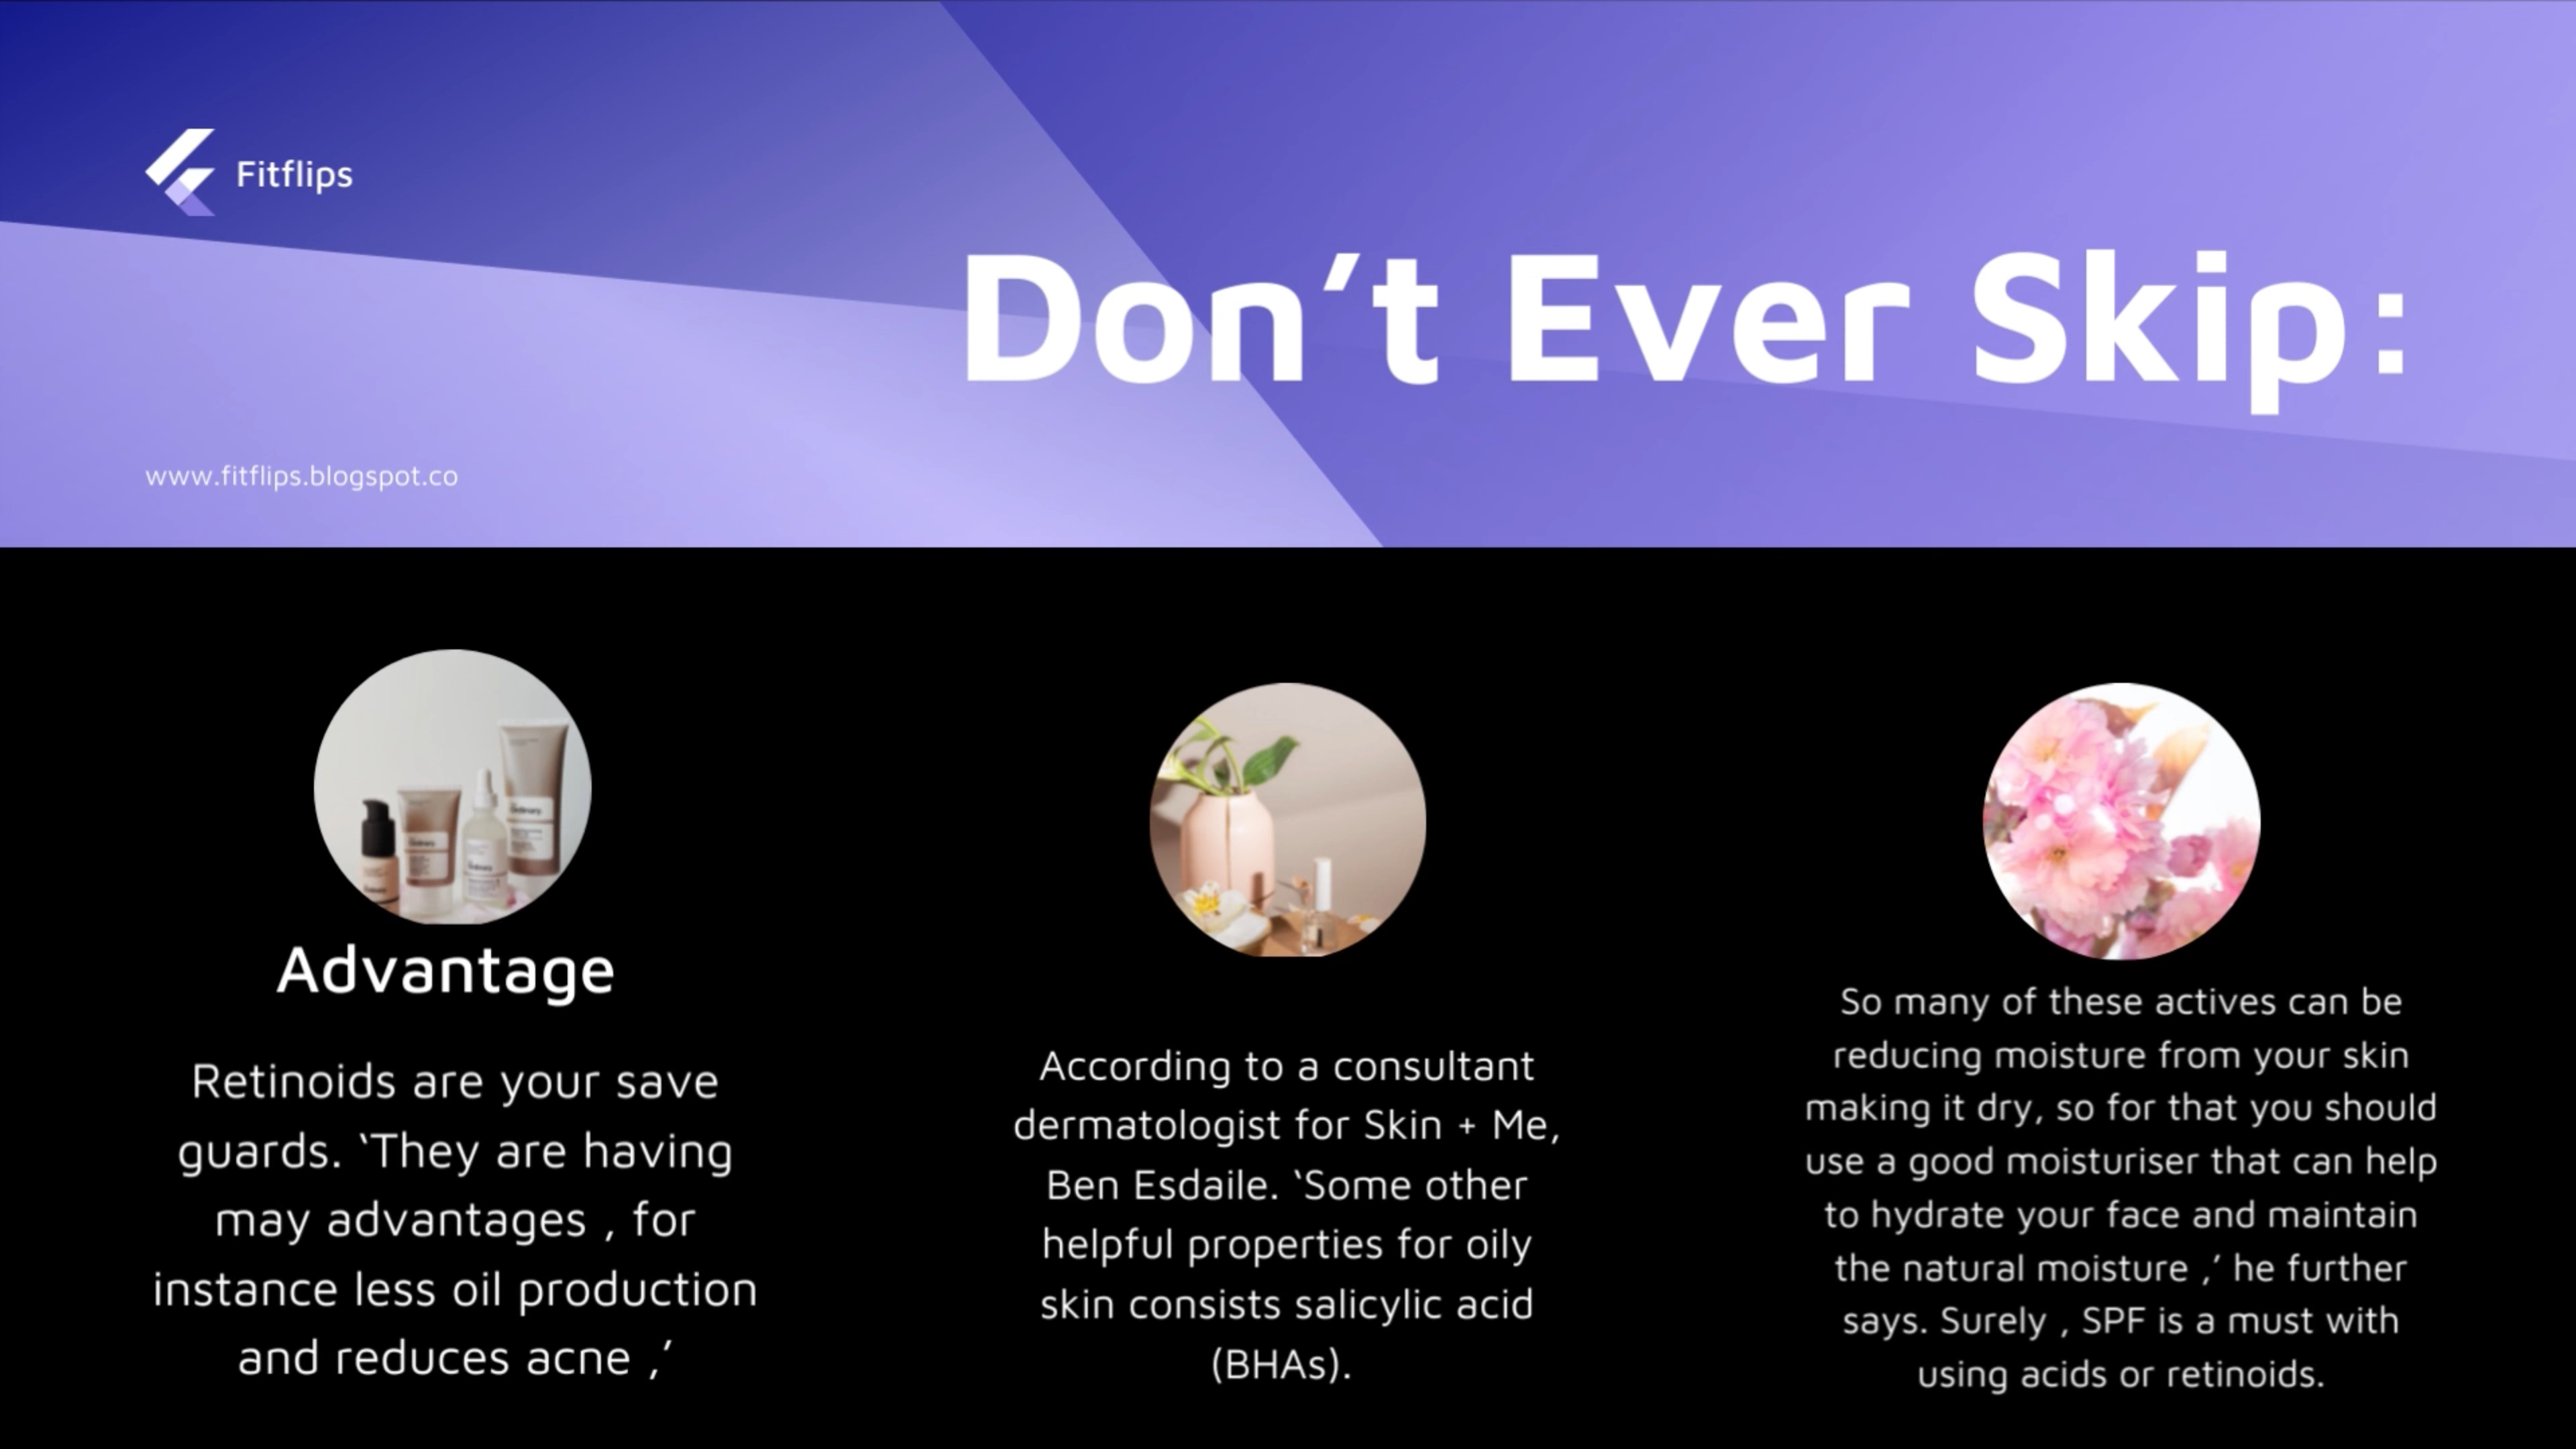 Fitflips
Don’t Ever Skip:
www.fitflips.blogspot.co
Advantage
Retinoids are your save
guards. ‘They are having
may advantages , for
instance less oil production
and reduces acne ,’
According to a consultant
dermatologist for Skin + Me,
Ben Esdaile. ‘Some other
helpful properties for oily
skin consists salicylic acid
(BHAs).
So many of these actives can be
reducing moisture from your skin
making it dry, so for that you should
use a good moisturiser that can help
to hydrate your face and maintain
the natural moisture ,’ he further
says. Surely , SPF is a must with
using acids or retinoids.